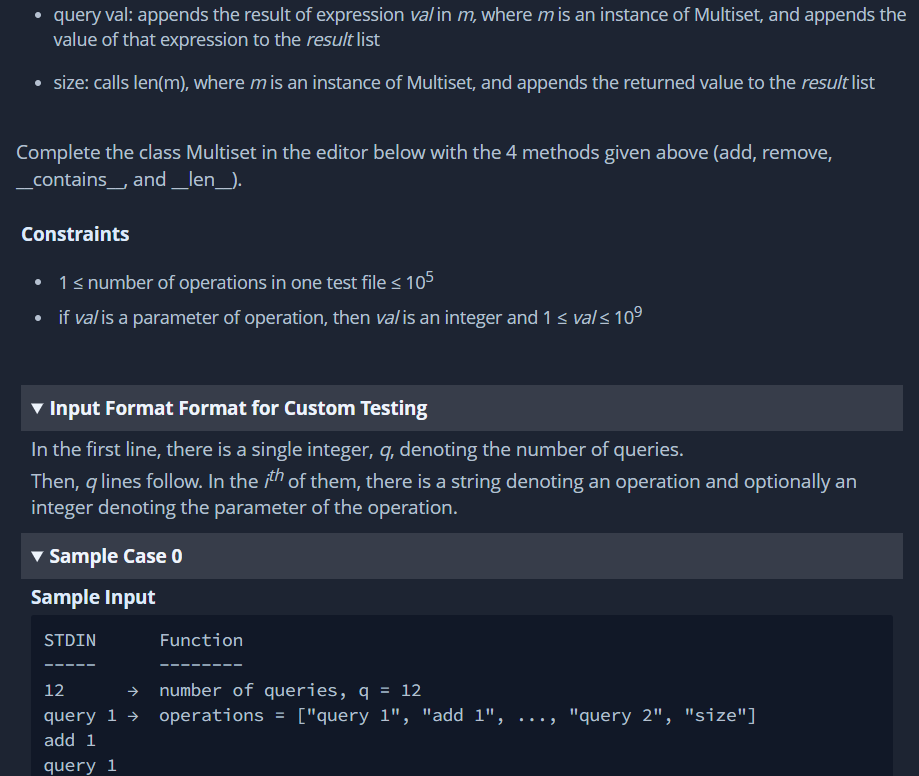 • query val: appends the result of expression val in m, where m is an instance of Multiset, and appends the
value of that expression to the result list
• size: calls len(m), where m is an instance of Multiset, and appends the returned value to the result list
Complete the class Multiset in the editor below with the 4 methods given above (add, remove,
__contains__, and __len__).
Constraints
• 1 ≤ number of operations in one test file ≤ 10^5
• if val is a parameter of operation, then val is an integer and 1 ≤ val ≤ 10^9
▼ Input Format Format for Custom Testing
In the first line, there is a single integer, q, denoting the number of queries.
Then, q lines follow. In the i^th of them, there is a string denoting an operation and optionally an
integer denoting the parameter of the operation.
▼ Sample Case 0
Sample Input
STDIN Function
----- --------
12 → number of queries, q = 12
query 1 → operations = ["query 1", "add 1", ..., "query 2", "size"]
add 1
query 1